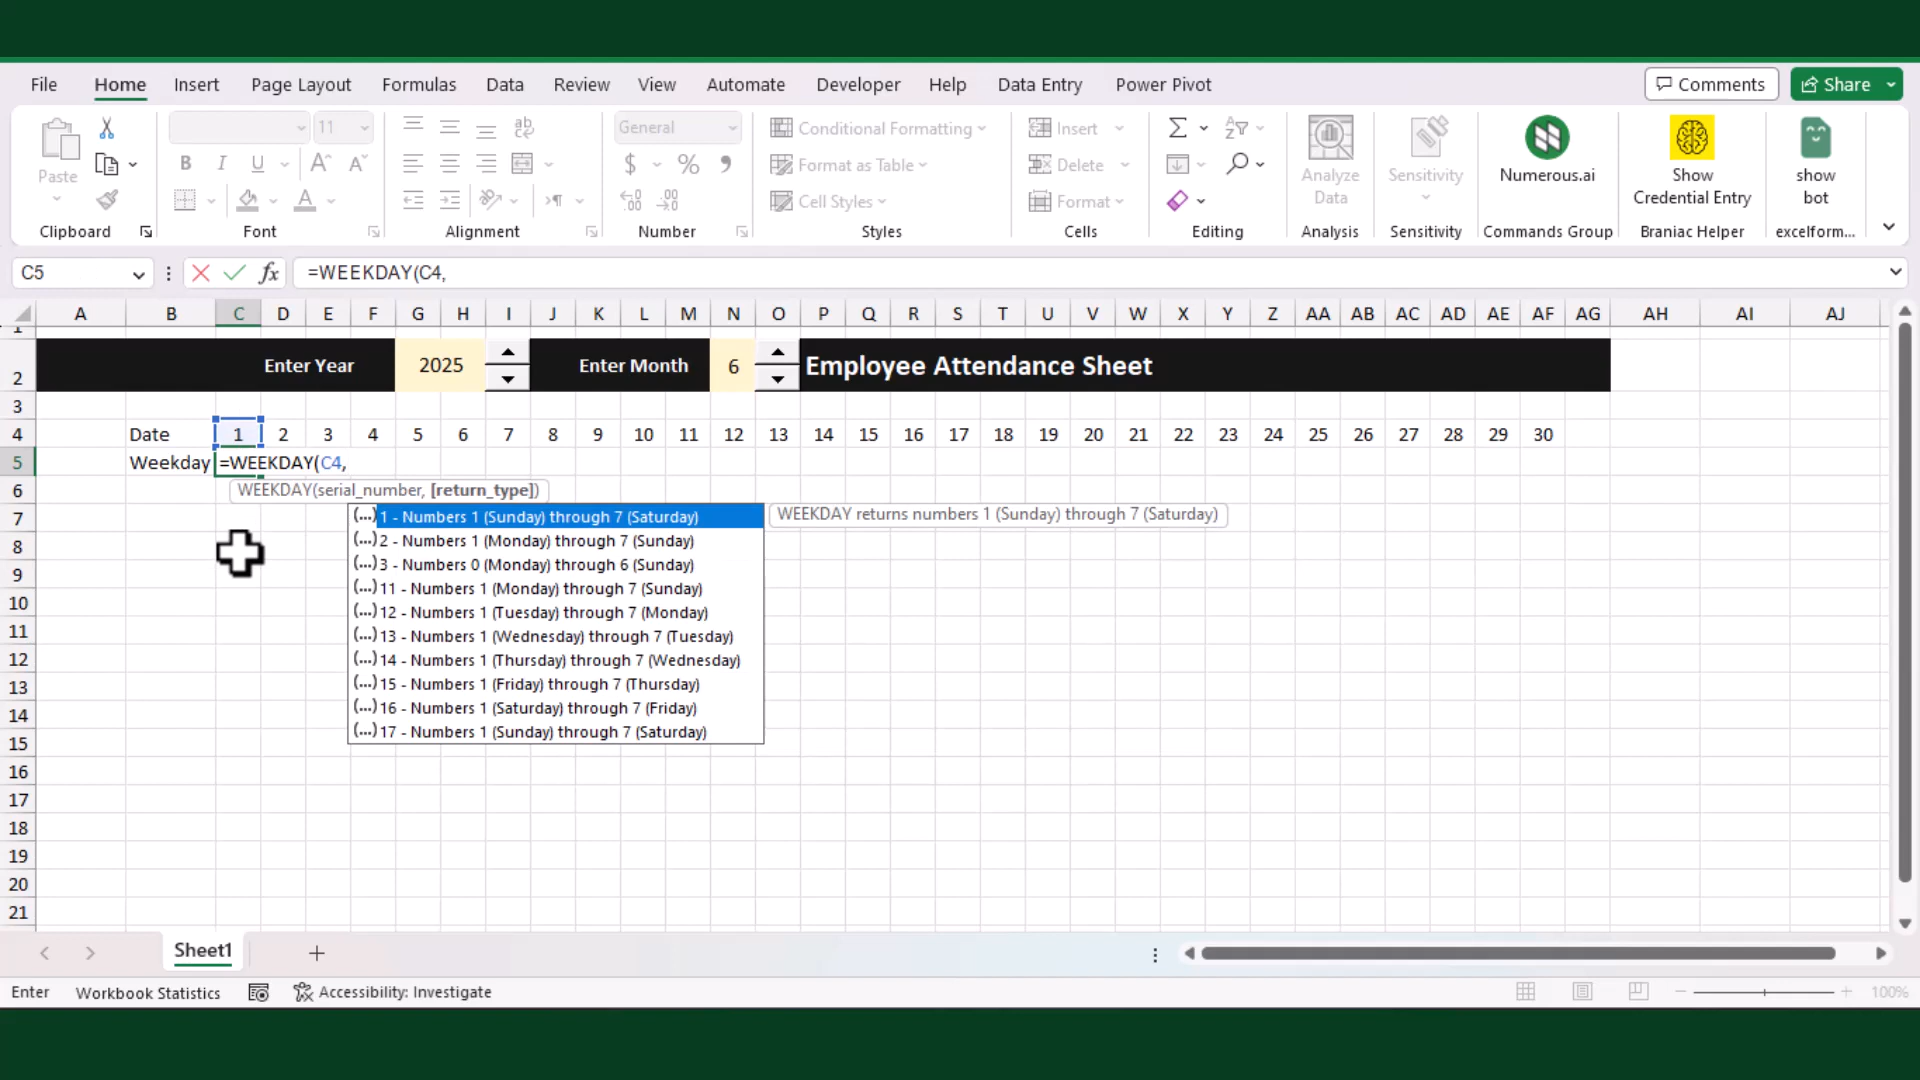 File Home Insert Page Layout Formulas Data Review View Automate Developer Help Data Entry Power Pivot Comments Share
Paste 11 General Conditional Formatting Insert
Format as Table Delete
Cell Styles Format
Analyze Data
Sensitivity
Numerous.ai
Show Credential Entry
show bot
Clipboard Font Alignment Number Styles Cells Editing Analysis Sensitivity Commands Group Braniac Helper excelform...
C5 fx =WEEKDAY(C4,
A B C D E F G H I J K L M N O P Q R S T U V W X Y Z AA AB AC AD AE AF AG AH AI AJ
1
2 Enter Year 2025 Enter Month 6 Employee Attendance Sheet
3
4 Date 1 2 3 4 5 6 7 8 9 10 11 12 13 14 15 16 17 18 19 20 21 22 23 24 25 26 27 28 29 30
5 Weekday =WEEKDAY(C4,
6 WEEKDAY(serial_number, [return_type])
7 (...) 1 - Numbers 1 (Sunday) through 7 (Saturday) WEEKDAY returns numbers 1 (Sunday) through 7 (Saturday)
8 (...) 2 - Numbers 1 (Monday) through 7 (Sunday)
9 (...) 3 - Numbers 0 (Monday) through 6 (Sunday)
(...) 11 - Numbers 1 (Monday) through 7 (Sunday)
10 (...) 12 - Numbers 1 (Tuesday) through 7 (Monday)
11 (...) 13 - Numbers 1 (Wednesday) through 7 (Tuesday)
12 (...) 14 - Numbers 1 (Thursday) through 7 (Wednesday)
13 (...) 15 - Numbers 1 (Friday) through 7 (Thursday)
14 (...) 16 - Numbers 1 (Saturday) through 7 (Friday)
15 (...) 17 - Numbers 1 (Sunday) through 7 (Saturday)
16
17
18
19
20
21
Sheet1
Enter Workbook Statistics Accessibility: Investigate 100%